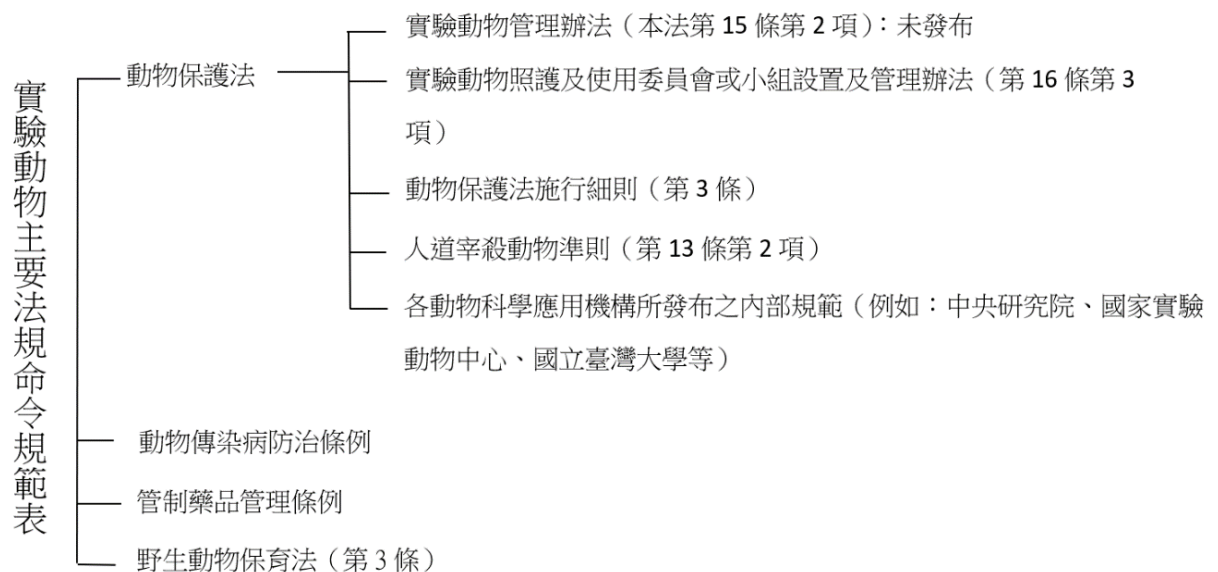 實驗動物主要法規命令規範表
動物保護法
實驗動物管理辦法（本法第 15 條第 2 項）：未發布
實驗動物照護及使用委員會或小組設置及管理辦法（第 16 條第 3
項）
動物保護法施行細則（第 3 條）
人道宰殺動物準則（第 13 條第 2 項）
各動物科學應用機構所發布之內部規範（例如：中央研究院、國家實驗
動物中心、國立臺灣大學等）
動物傳染病防治條例
管制藥品管理條例
野生動物保育法（第 3 條）